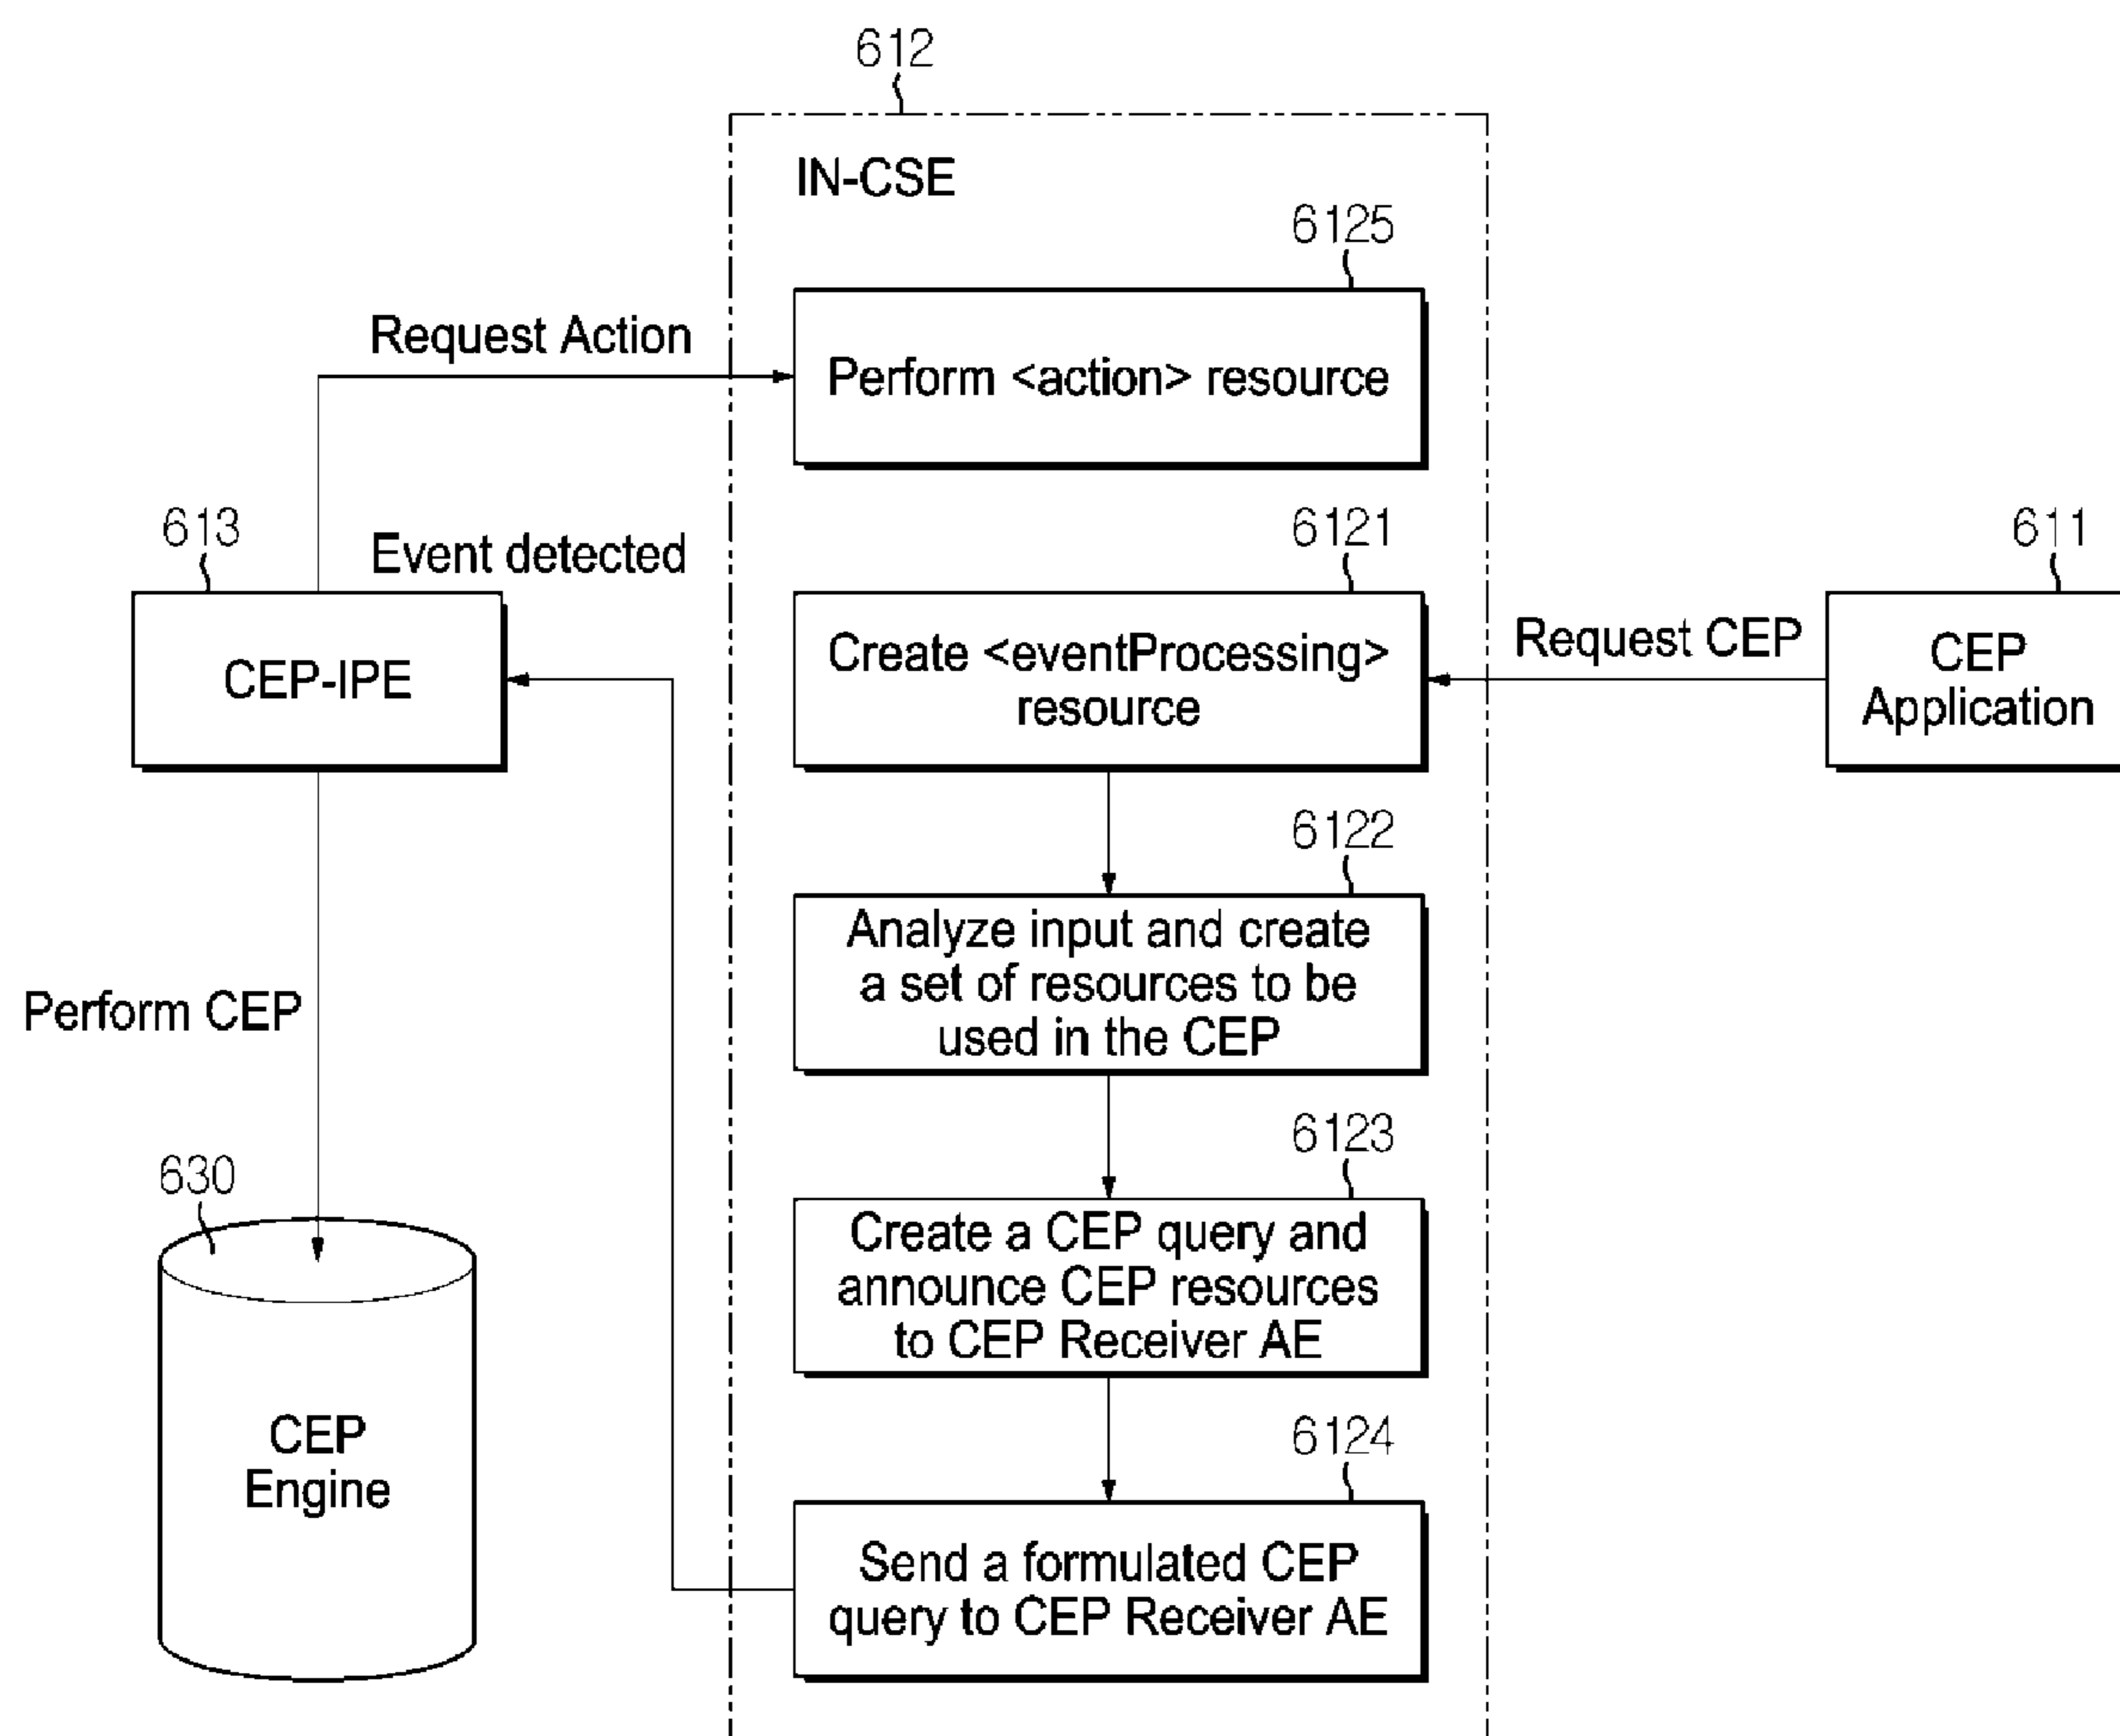 612
IN-CSE
6125
Request Action
Perform <action> resource
613
Event detected
6121
611
CEP-IPE
Create <eventProcessing>
resource
Request CEP
CEP
Application
6122
Analyze input and create
a set of resources to be
used in the CEP
Perform CEP
6123
630
Create a CEP query and
announce CEP resources
to CEP Receiver AE
CEP
Engine
6124
Send a formulated CEP
query to CEP Receiver AE